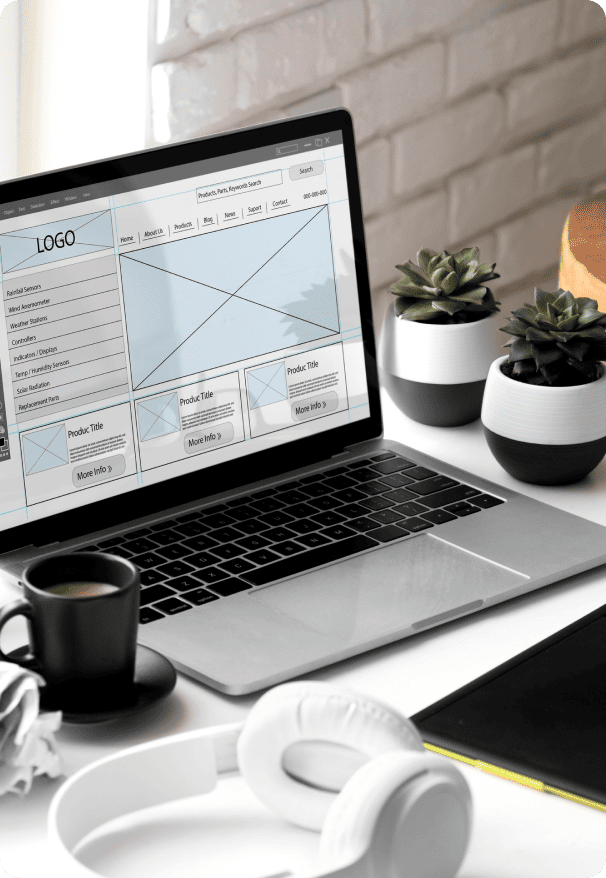 Object Text Selection Effect Window View
Products, Parts, Keywords Search
Search
LOGO
Home About Us Products Blog News Suport Contact 000-000-000
Rainfall Sensors
Wind Anemometer
Weather Stations
Controllers
Indicators / Displays
Temp / Humidity Sensors
Solar Radiation
Replacement Parts
Produc Title
More Info
Produc Title
More Info
Produc Title
More Info